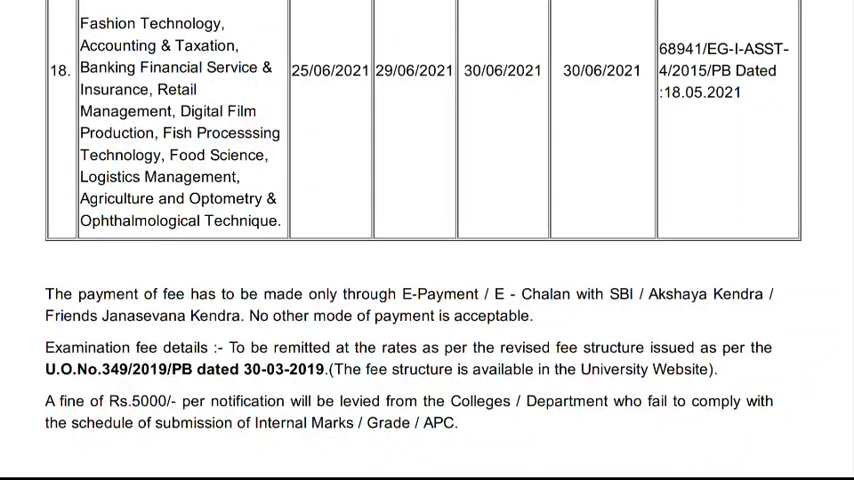 Fashion Technology,
Accounting & Taxation,
18. Banking Financial Service & 25/06/2021 29/06/2021 30/06/2021 30/06/2021
Insurance, Retail
Management, Digital Film
Production, Fish Processsing
Technology, Food Science,
Logistics Management,
Agriculture and Optometry &
Ophthalmological Technique.
68941/EG-I-ASST-
4/2015/PB Dated
:18.05.2021
The payment of fee has to be made only through E-Payment / E - Chalan with SBI / Akshaya Kendra /
Friends Janasevana Kendra. No other mode of payment is acceptable.
Examination fee details :- To be remitted at the rates as per the revised fee structure issued as per the
U.O.No.349/2019/PB dated 30-03-2019.(The fee structure is available in the University Website).
A fine of Rs.5000/- per notification will be levied from the Colleges / Department who fail to comply with
the schedule of submission of Internal Marks / Grade / APC.